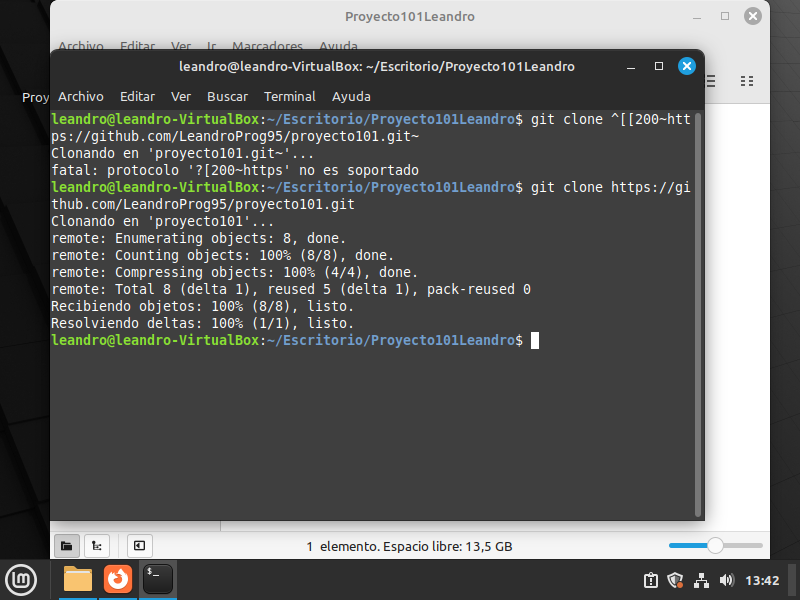 Proyecto101Leandro
Archivo Editar Ver Ir Marcadores Ayuda
leandro@leandro-VirtualBox: ~/Escritorio/Proyecto101Leandro
Proy
Archivo Editar Ver Buscar Terminal Ayuda
leandro@leandro-VirtualBox:~/Escritorio/Proyecto101Leandro$ git clone ^[[200~htt
ps://github.com/LeandroProg95/proyecto101.git~
Clonando en 'proyecto101.git~'...
fatal: protocolo '?[200~https' no es soportado
leandro@leandro-VirtualBox:~/Escritorio/Proyecto101Leandro$ git clone https://gi
thub.com/LeandroProg95/proyecto101.git
Clonando en 'proyecto101'...
remote: Enumerating objects: 8, done.
remote: Counting objects: 100% (8/8), done.
remote: Compressing objects: 100% (4/4), done.
remote: Total 8 (delta 1), reused 5 (delta 1), pack-reused 0
Recibiendo objetos: 100% (8/8), listo.
Resolviendo deltas: 100% (1/1), listo.
leandro@leandro-VirtualBox:~/Escritorio/Proyecto101Leandro$
1 elemento. Espacio libre: 13,5 GB
$_
13:42